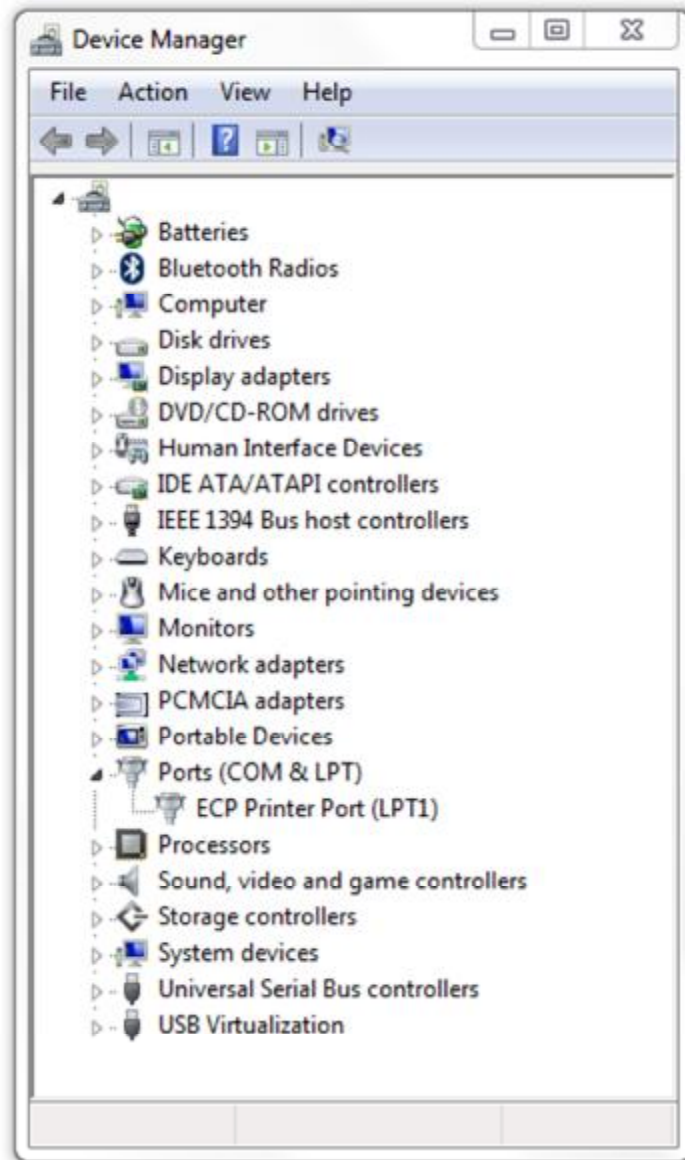 Device Manager
File Action View Help
Batteries
Bluetooth Radios
Computer
Disk drives
Display adapters
DVD/CD-ROM drives
Human Interface Devices
IDE ATA/ATAPI controllers
IEEE 1394 Bus host controllers
Keyboards
Mice and other pointing devices
Monitors
Network adapters
PCMCIA adapters
Portable Devices
Ports (COM & LPT)
ECP Printer Port (LPT1)
Processors
Sound, video and game controllers
Storage controllers
System devices
Universal Serial Bus controllers
USB Virtualization